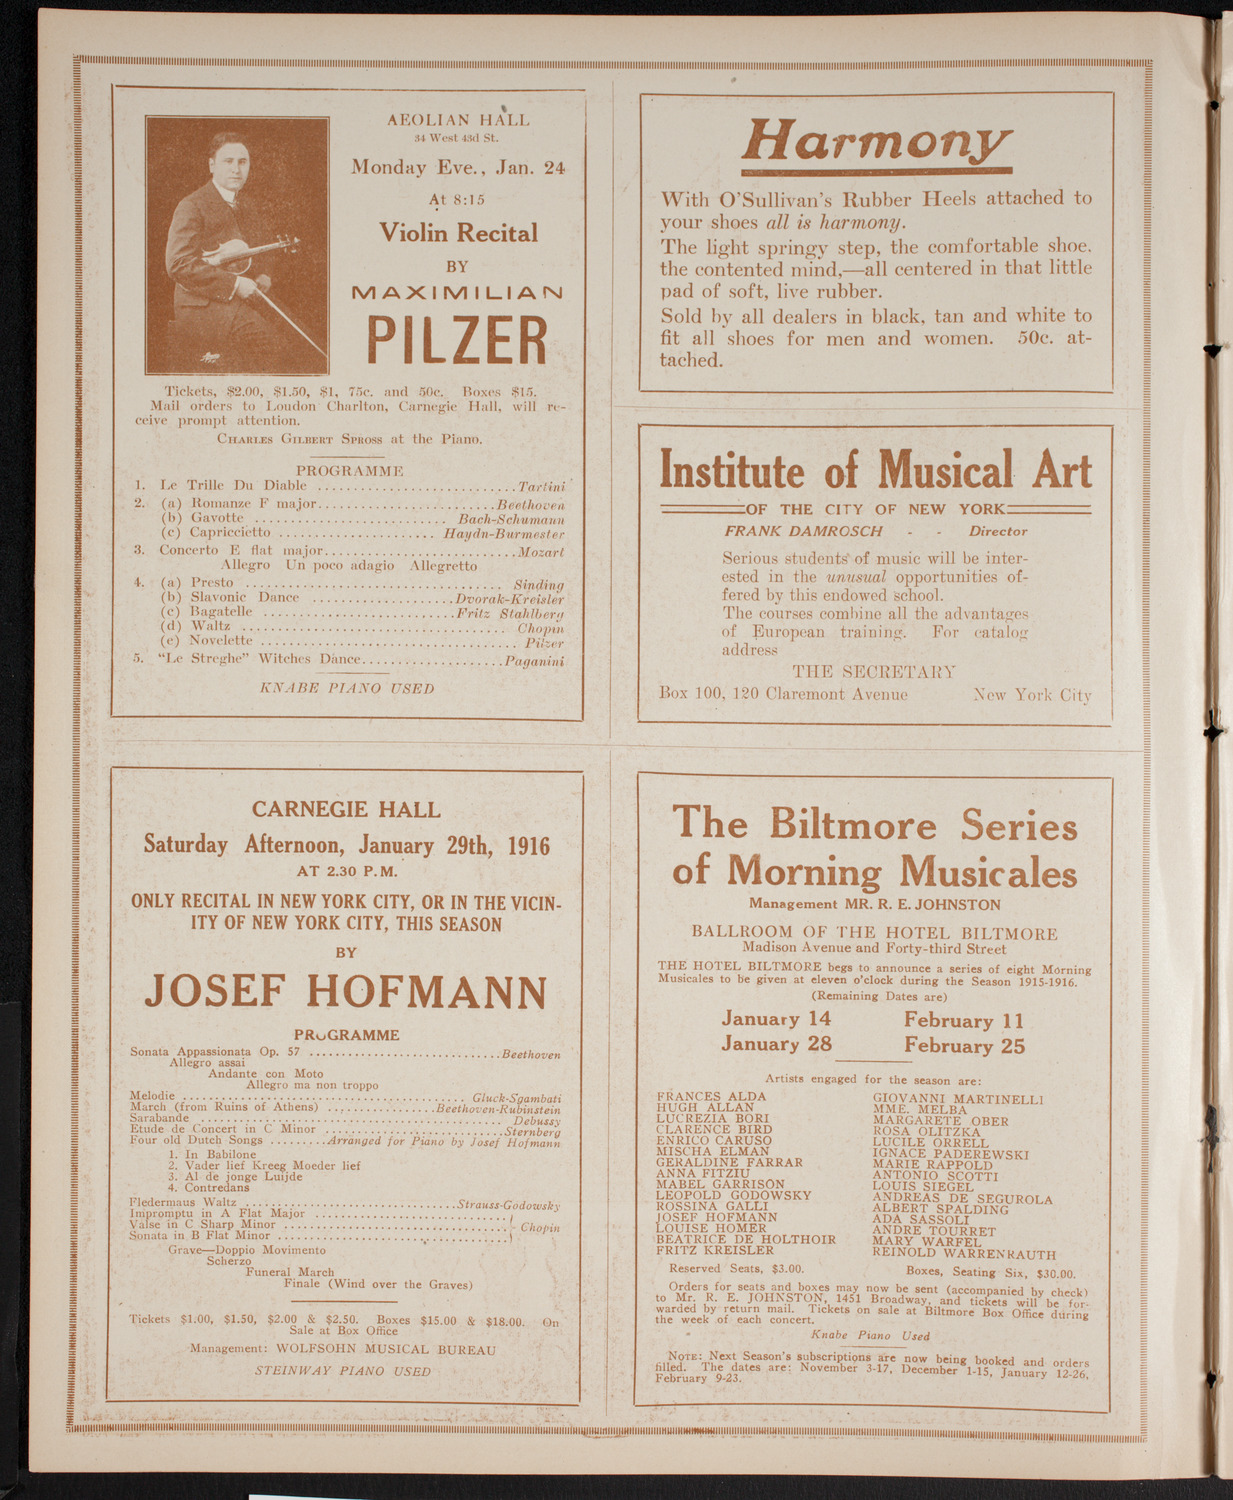 AEOLIAN HALL
34 West 43d St.
Monday Eve., Jan. 24
At 8:15
Violin Recital
BY
MAXIMILIAN
PILZER
Tickets, $2.00, $1.50, $1, 75c. and 50c. Boxes $15.
Mail orders to Loudon Charlton, Carnegie Hall, will re-
ceive prompt attention.
CHARLES GILBERT SPROSS at the Piano.
PROGRAMME
1. Le Trille Du Diable ............................Tartini
2. (a) Romanze F major.........................Beethoven
(b) Gavotte ........................... Bach-Schumann
(c) Capriccietto ...................... Haydn-Burmester
3. Concerto E flat major...........................Mozart
Allegro Un poco adagio Allegretto
4. (a) Presto .................................... Sinding
(b) Slavonic Dance ....................Dvorak-Kreisler
(c) Bagatelle ...........................Fritz Stahlberg
(d) Waltz ..................................... Chopin
(e) Novelette .................................... Pilzer
5. "Le Streghe" Witches Dance....................Paganini
KNABE PIANO USED
Harmony
With O'Sullivan's Rubber Heels attached to
your shoes all is harmony.
The light springy step, the comfortable shoe.
the contented mind,—all centered in that little
pad of soft, live rubber.
Sold by all dealers in black, tan and white to
fit all shoes for men and women. 50c. at-
tached.
Institute of Musical Art
OF THE CITY OF NEW YORK
FRANK DAMROSCH - - Director
Serious students of music will be inter-
ested in the unusual opportunities of-
fered by this endowed school.
The courses combine all the advantages
of European training. For catalog
address
THE SECRETARY
Box 100, 120 Claremont Avenue New York City
CARNEGIE HALL
Saturday Afternoon, January 29th, 1916
AT 2.30 P.M.
ONLY RECITAL IN NEW YORK CITY, OR IN THE VICIN-
ITY OF NEW YORK CITY, THIS SEASON
BY
JOSEF HOFMANN
PROGRAMME
Sonata Appassionata Op. 57 ..............................Beethoven
Allegro assai
Andante con Moto
Allegro ma non troppo
Melodie ............................................ Gluck-Sgambati
March (from Ruins of Athens) .................Beethoven-Rubinstein
Sarabande ............................................... Debussy
Etude de Concert in C Minor ............................Sternberg
Four old Dutch Songs .........Arranged for Piano by Josef Hofmann
1. In Babilone
2. Vader lief Kreeg Moeder lief
3. Al de jonge Luijde
4. Contredans
Fledermaus Waltz ..................................Strauss-Godowsky
Impromptu in A Flat Major ..............................
Valse in C Sharp Minor ................................... Chopin
Sonata in B Flat Minor ....................................
Grave—Doppio Movimento
Scherzo
Funeral March
Finale (Wind over the Graves)
Tickets $1.00, $1.50, $2.00 & $2.50. Boxes $15.00 & $18.00. On
Sale at Box Office
Management: WOLFSOHN MUSICAL BUREAU
STEINWAY PIANO USED
The Biltmore Series
of Morning Musicales
Management MR. R. E. JOHNSTON
BALLROOM OF THE HOTEL BILTMORE
Madison Avenue and Forty-third Street
THE HOTEL BILTMORE begs to announce a series of eight Morning
Musicales to be given at eleven o'clock during the Season 1915-1916.
(Remaining Dates are)
January 14 February 11
January 28 February 25
Artists engaged for the season are:
FRANCES ALDA
HUGH ALLAN
LUCREZIA BORI
CLARENCE BIRD
ENRICO CARUSO
MISCHA ELMAN
GERALDINE FARRAR
ANNA FITZIU
MABEL GARRISON
LEOPOLD GODOWSKY
ROSSINA GALLI
JOSEF HOFMANN
LOUISE HOMER
BEATRICE DE HOLTHOIR
FRITZ KREISLER
GIOVANNI MARTINELLI
MME. MELBA
MARGARETE OBER
ROSA OLITZKA
LUCILE ORRELL
IGNACE PADEREWSKI
MARIE RAPPOLD
ANTONIO SCOTTI
LOUIS SIEGEL
ANDREAS DE SEGUROLA
ALBERT SPALDING
ADA SASSOLI
ANDRE TOURRET
MARY WARFEL
REINOLD WARRENRAUTH
Reserved Seats, $3.00. Boxes, Seating Six, $30.00.
Orders for seats and boxes may now be sent (accompanied by check)
to Mr. R. E. JOHNSTON, 1451 Broadway, and tickets will be for-
warded by return mail. Tickets on sale at Biltmore Box Office during
the week of each concert.
Knabe Piano Used
NOTE: Next Season's subscriptions are now being booked and orders
filled. The dates are: November 3-17, December 1-15, January 12-26,
February 9-23.